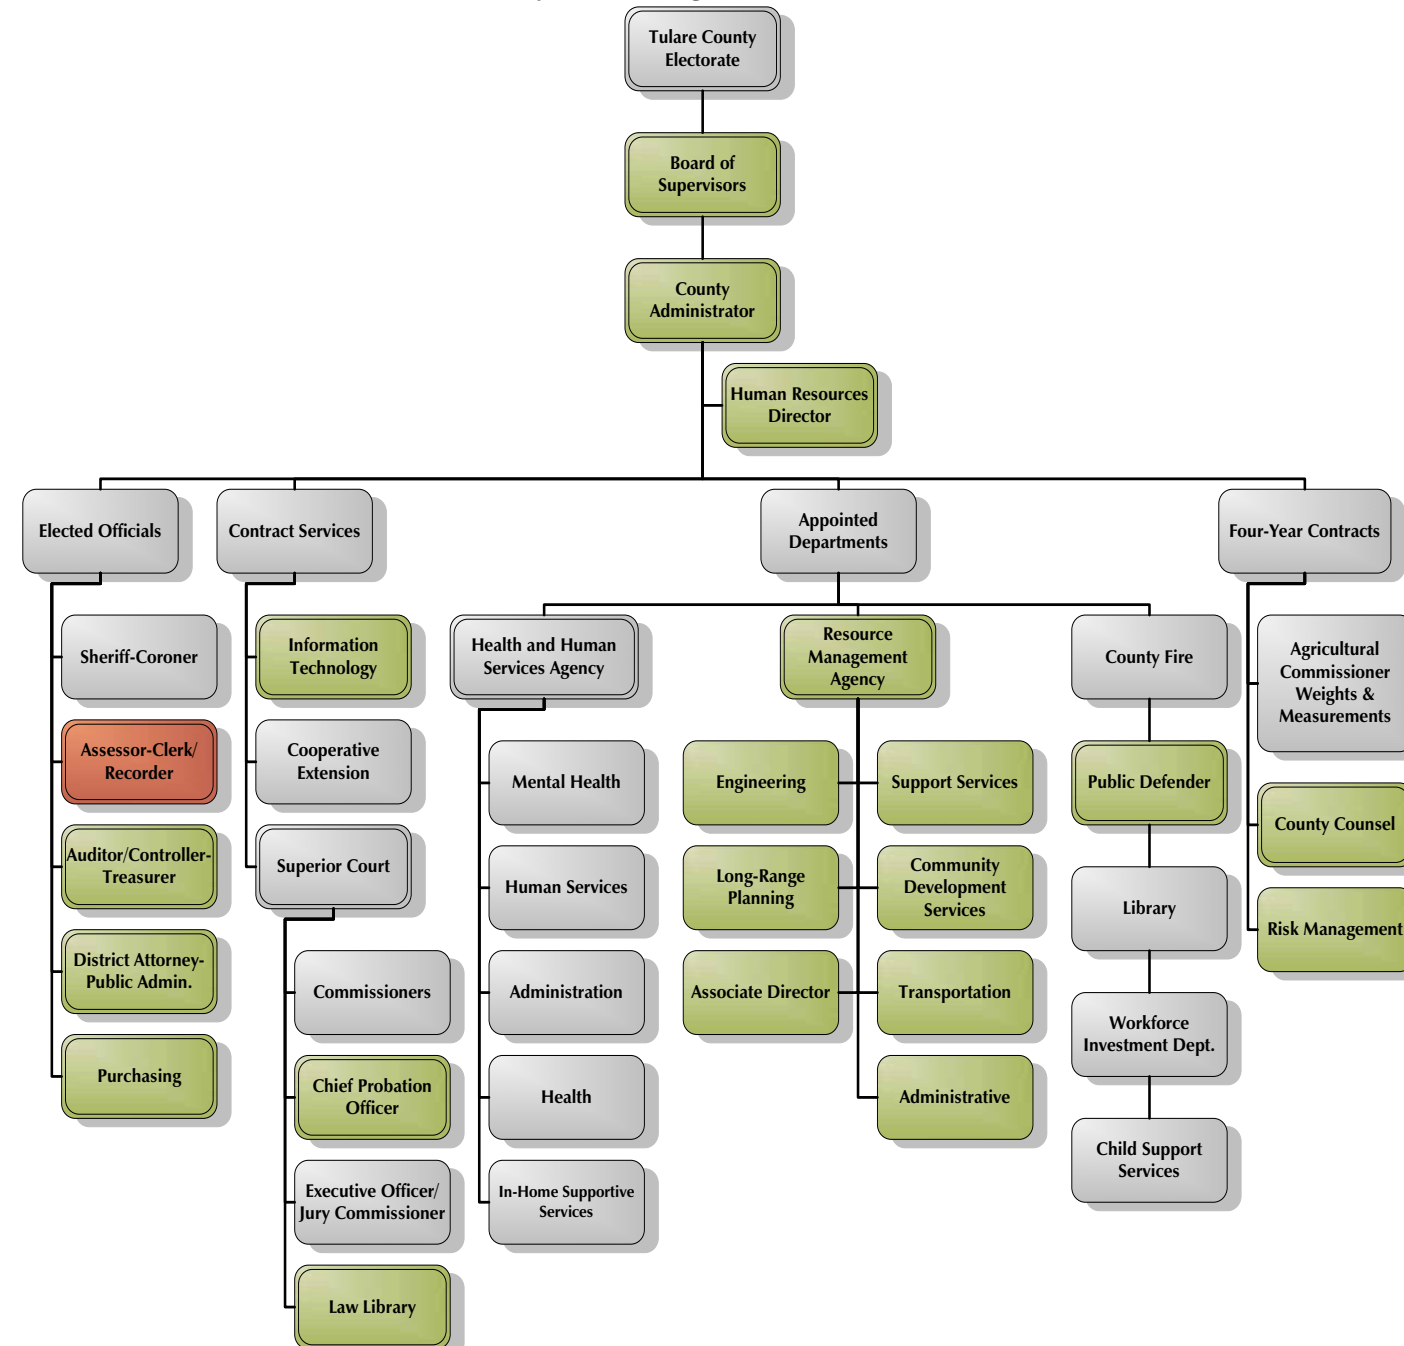 Tulare County
Electorate
Board of
Supervisors
County
Administrator
Human Resources
Director
Elected Officials
Contract Services
Appointed
Departments
Four-Year Contracts
Sheriff-Coroner
Assessor-Clerk/
Recorder
Auditor/Controller-
Treasurer
District Attorney-
Public Admin.
Purchasing
Information
Technology
Cooperative
Extension
Superior Court
Commissioners
Chief Probation
Officer
Executive Officer/
Jury Commissioner
Law Library
Health and Human
Services Agency
Mental Health
Human Services
Administration
Health
In-Home Supportive
Services
Resource
Management
Agency
Engineering
Support Services
Long-Range
Planning
Community
Development
Services
Associate Director
Transportation
Administrative
County Fire
Public Defender
Library
Workforce
Investment Dept.
Child Support
Services
Agricultural
Commissioner
Weights &
Measurements
County Counsel
Risk Management